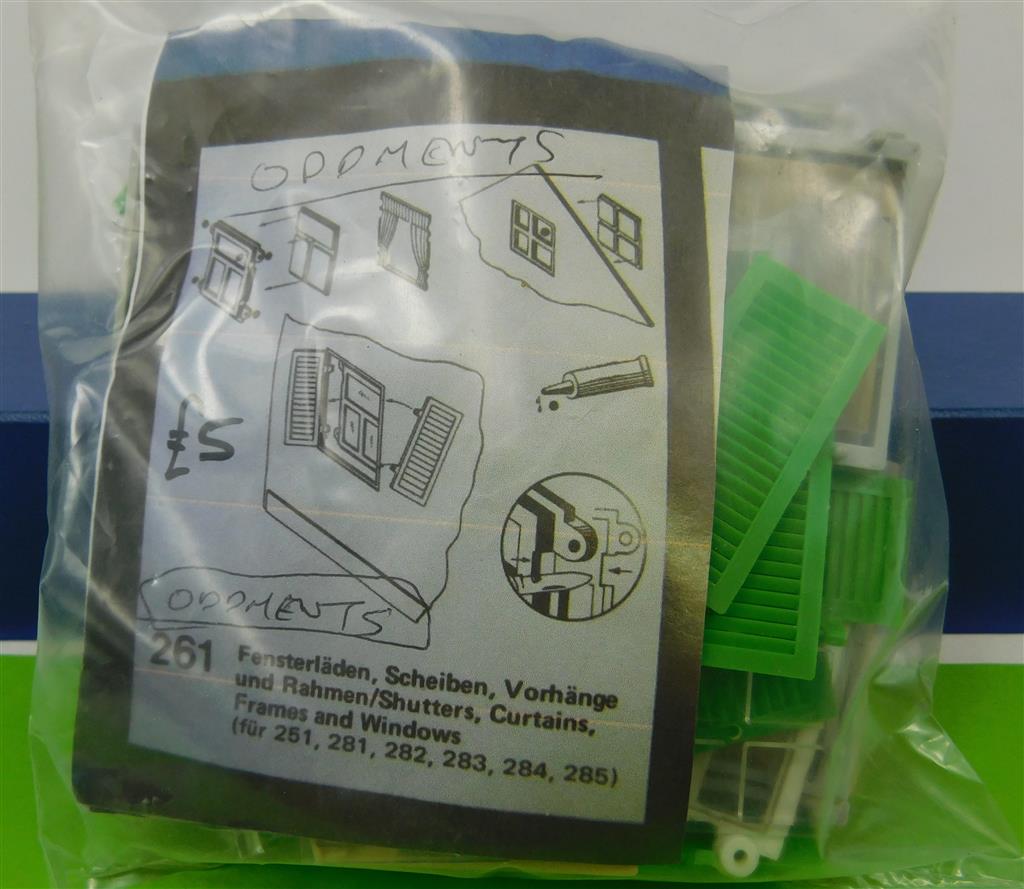 ODDMENTS
£5
ODDMENTS
261 Fensterläden, Scheiben, Vorhänge
und Rahmen/Shutters, Curtains,
Frames and Windows
(für 251, 281, 282, 283, 284, 285)